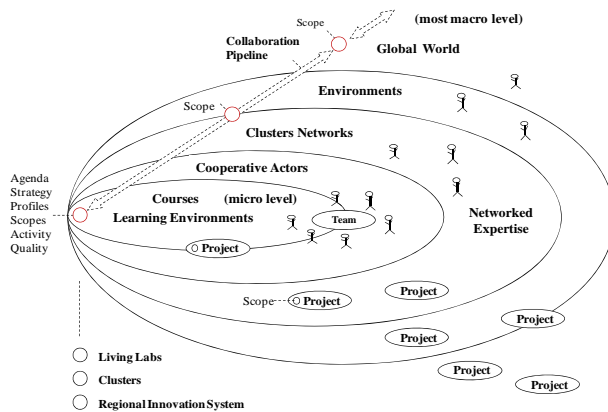 (most macro level)
Scope
Collaboration
Pipeline
Global World
Environments
Scope
Clusters Networks
Cooperative Actors
Agenda
Strategy
Profiles
Scopes
Activity
Quality
Courses (micro level)
Learning Environments
Team
Networked
Expertise
Project
Scope
Project
Project
Project
Project
Project
Project
Living Labs
Clusters
Regional Innovation System